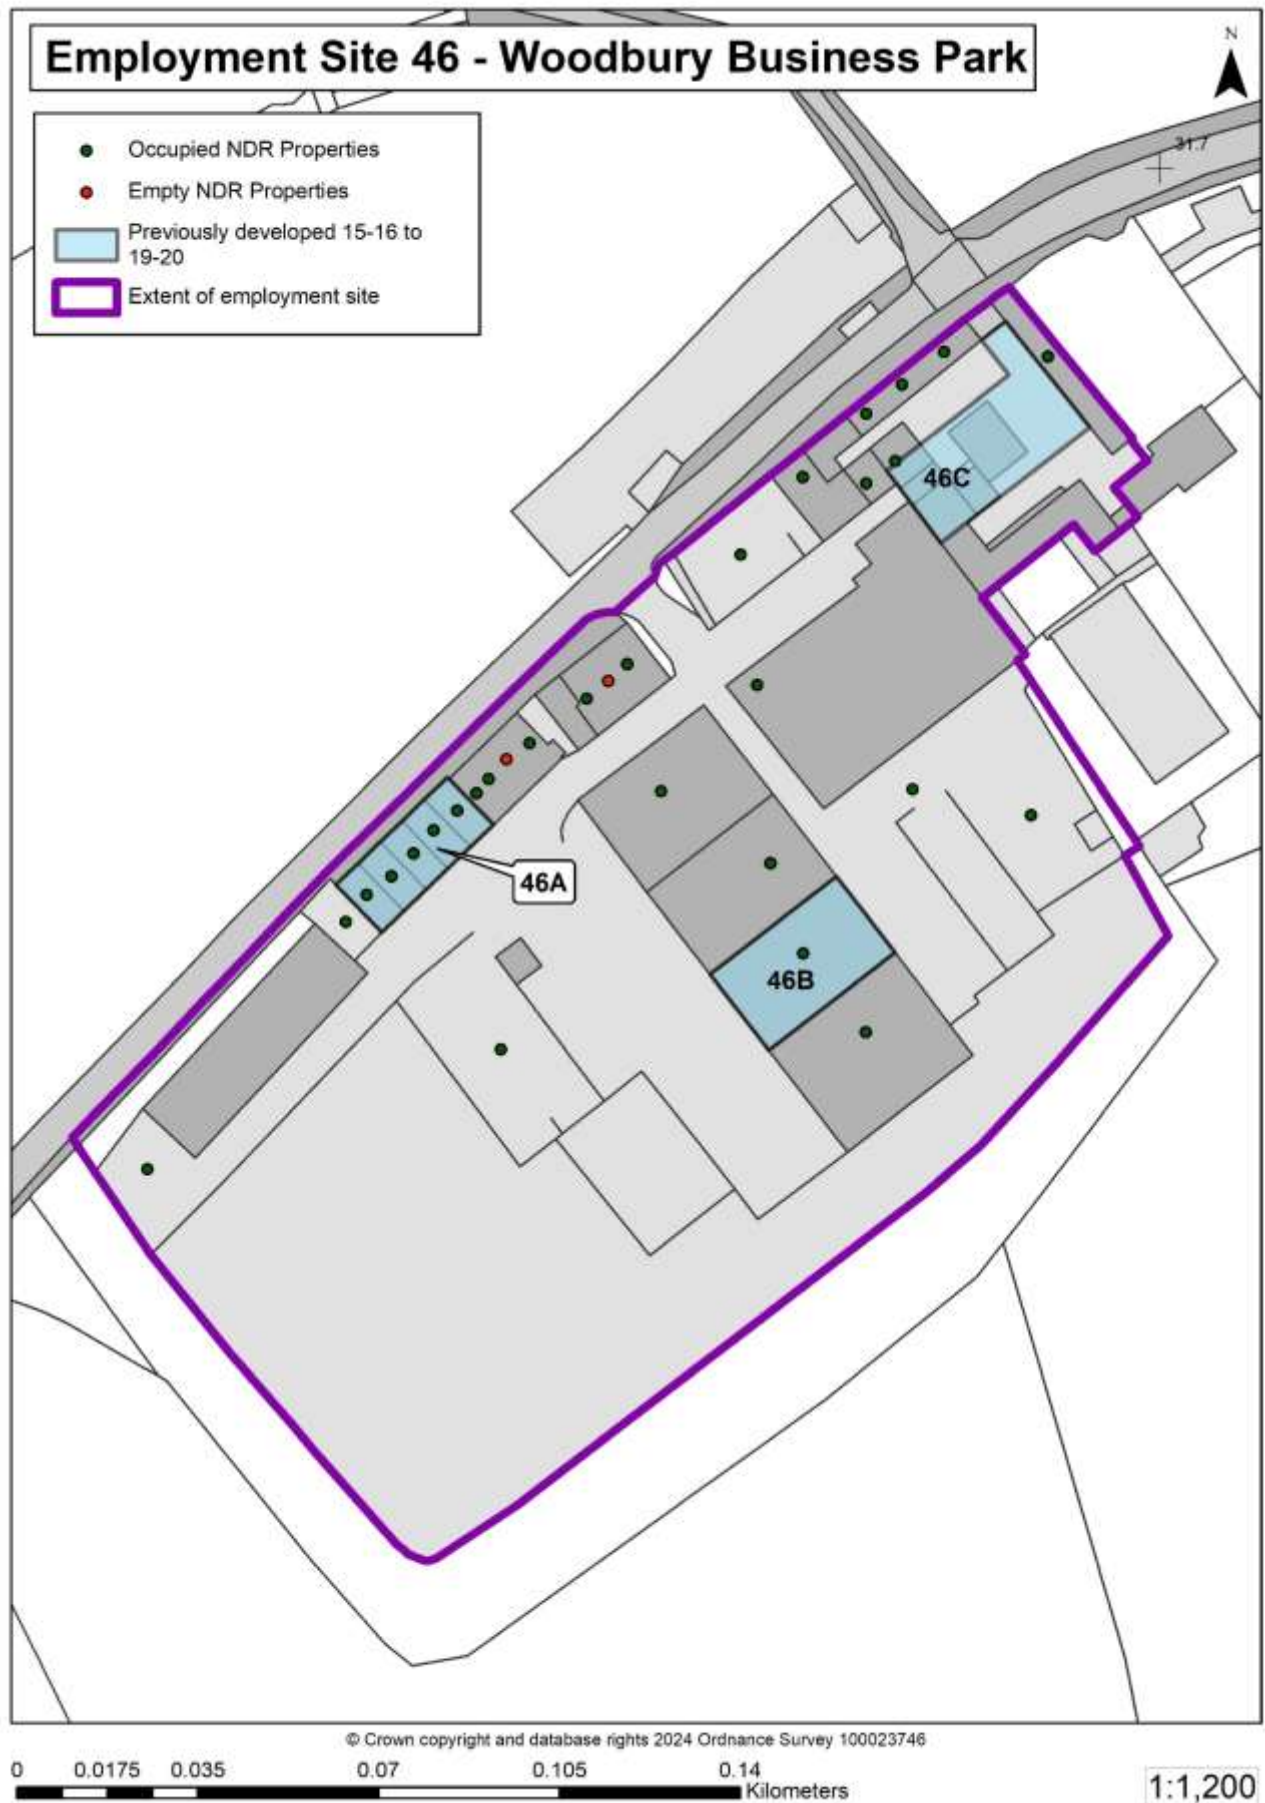 Employment Site 46 - Woodbury Business Park
N
Occupied NDR Properties
Empty NDR Properties
Previously developed 15-16 to
19-20
Extent of employment site
31.7
46C
46A
46B
© Crown copyright and database rights 2024 Ordnance Survey 100023746
0 0.0175 0.035 0.07 0.105 0.14
Kilometers
1:1,200